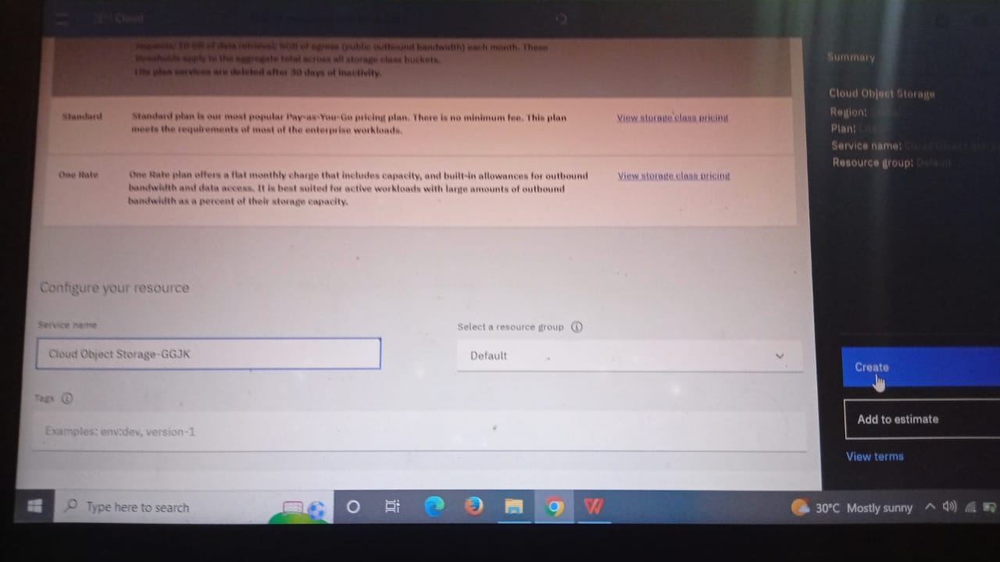 Cloud
requests; 10 GB of data retrieval; 5GB of egress (public outbound bandwidth) each month. These
thresholds apply to the aggregate total across all storage class buckets.
Lite plan services are deleted after 30 days of inactivity.
Standard
Standard plan is our most popular Pay-as-You-Go pricing plan. There is no minimum fee. This plan
meets the requirements of most of the enterprise workloads.
View storage class pricing
One Rate
One Rate plan offers a flat monthly charge that includes capacity, and built-in allowances for outbound
bandwidth and data access. It is best suited for active workloads with large amounts of outbound
bandwidth as a percent of their storage capacity.
View storage class pricing
Configure your resource
Service name
Cloud Object Storage-GGJK
Select a resource group
Default
Tags
Examples: env:dev, version-1
Summary
Cloud Object Storage
Region:
Plan: Lite
Service name: Cloud Object
Resource group: Default
Create
Add to estimate
View terms
Type here to search
30°C Mostly sunny